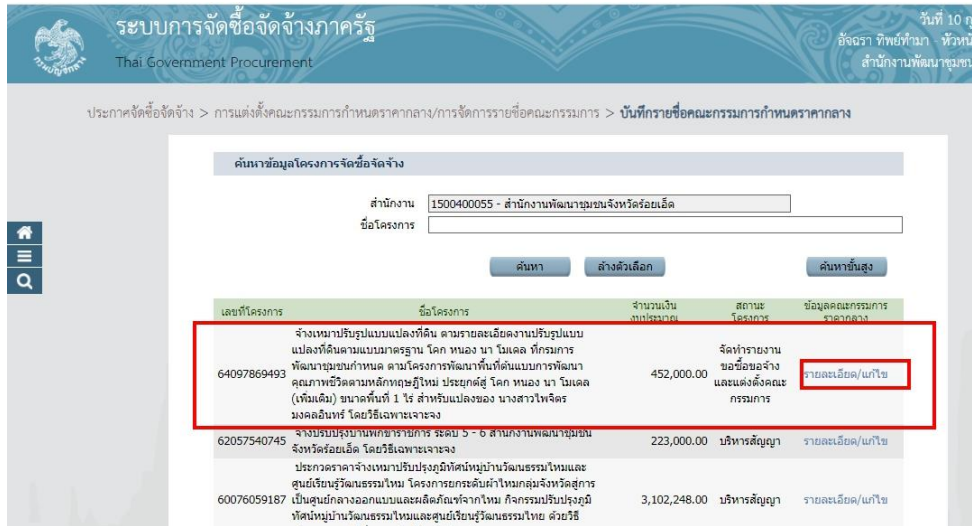 ระบบการจัดซื้อจัดจ้างภาครัฐ
Thai Government Procurement
วันที่ 10
อัจฉรา ทิพย์ทำมา - หัวหน้
สำนักงานพัฒนาชุมชน
ประกาศจัดซื้อจัดจ้าง > การแต่งตั้งคณะกรรมการกำหนดราคากลาง/การจัดการรายชื่อคณะกรรมการ > บันทึกรายชื่อคณะกรรมการกำหนดราคากลาง
ค้นหาข้อมูลโครงการจัดซื้อจัดจ้าง
สำนักงาน 1500400055 - สำนักงานพัฒนาชุมชนจังหวัดร้อยเอ็ด
ชื่อโครงการ
ค้นหา ล้างตัวเลือก ค้นหาขั้นสูง
เลขที่โครงการ ชื่อโครงการ จำนวนเงิน งบประมาณ สถานะ โครงการ ข้อมูลคณะกรรมการ ราคากลาง
จ้างเหมาปรับรูปแบบแปลงที่ดิน ตามรายละเอียดงานปรับรูปแบบ
แปลงที่ดินตามแบบมาตรฐาน โคก หนอง นา โมเดล ที่กรมการ
พัฒนาชุมชนกำหนด ตามโครงการพัฒนาพื้นที่ต้นแบบการพัฒนา
คุณภาพชีวิตตามหลักทฤษฎีใหม่ ประยุกต์สู่ โคก หนอง นา โมเดล
(เพิ่มเติม) ขนาดพื้นที่ 1 ไร่ สำหรับแปลงของ นางสาวไพจิตร
มงคลอินทร์ โดยวิธีเฉพาะเจาะจง
64097869493
452,000.00
จัดทำรายงาน
ขอซื้อขอจ้าง
และแต่งตั้งคณะ
กรรมการ
รายละเอียด/แก้ไข
จ้างปรับปรุงบ้านพักข้าราชการ ระดับ 5 - 6 สำนักงานพัฒนาชุมชน
จังหวัดร้อยเอ็ด โดยวิธีเฉพาะเจาะจง
62057540745
223,000.00 บริหารสัญญา รายละเอียด/แก้ไข
ประกวดราคาจ้างเหมาปรับปรุงภูมิทัศน์หมู่บ้านวัฒนธรรมไหมและ
ศูนย์เรียนรู้วัฒนธรรมไหม โครงการยกระดับผ้าไหมกลุ่มจังหวัดสู่การ
เป็นศูนย์กลางออกแบบและผลิตภัณฑ์จากไหม กิจกรรมปรับปรุงภูมิ
ทัศน์หมู่บ้านวัฒนธรรมไหมและศูนย์เรียนรู้วัฒนธรรมไทย ด้วยวิธี
60076059187
3,102,248.00 บริหารสัญญา รายละเอียด/แก้ไข